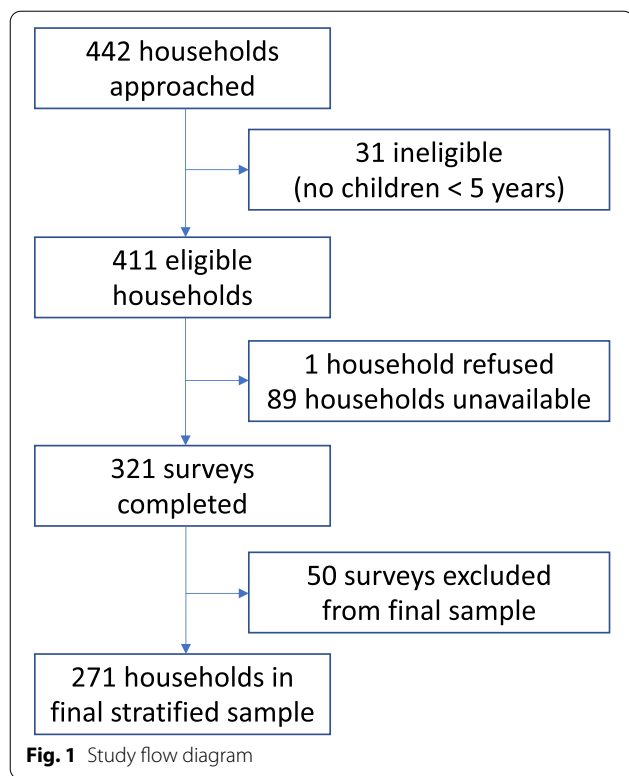 442 households
approached
31 ineligible
(no children < 5 years)
411 eligible
households
1 household refused
89 households unavailable
321 surveys
completed
50 surveys excluded
from final sample
271 households in
final stratified sample
Fig. 1 Study flow diagram